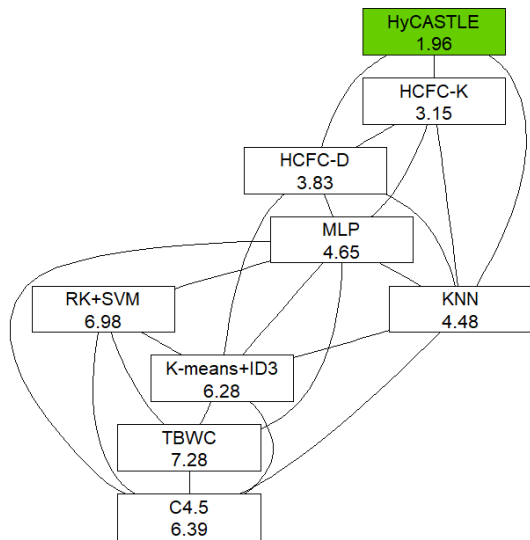 HyCASTLE
1.96
HCFC-K
3.15
HCFC-D
3.83
MLP
4.65
RK+SVM
6.98
KNN
4.48
K-means+ID3
6.28
TBWC
7.28
C4.5
6.39